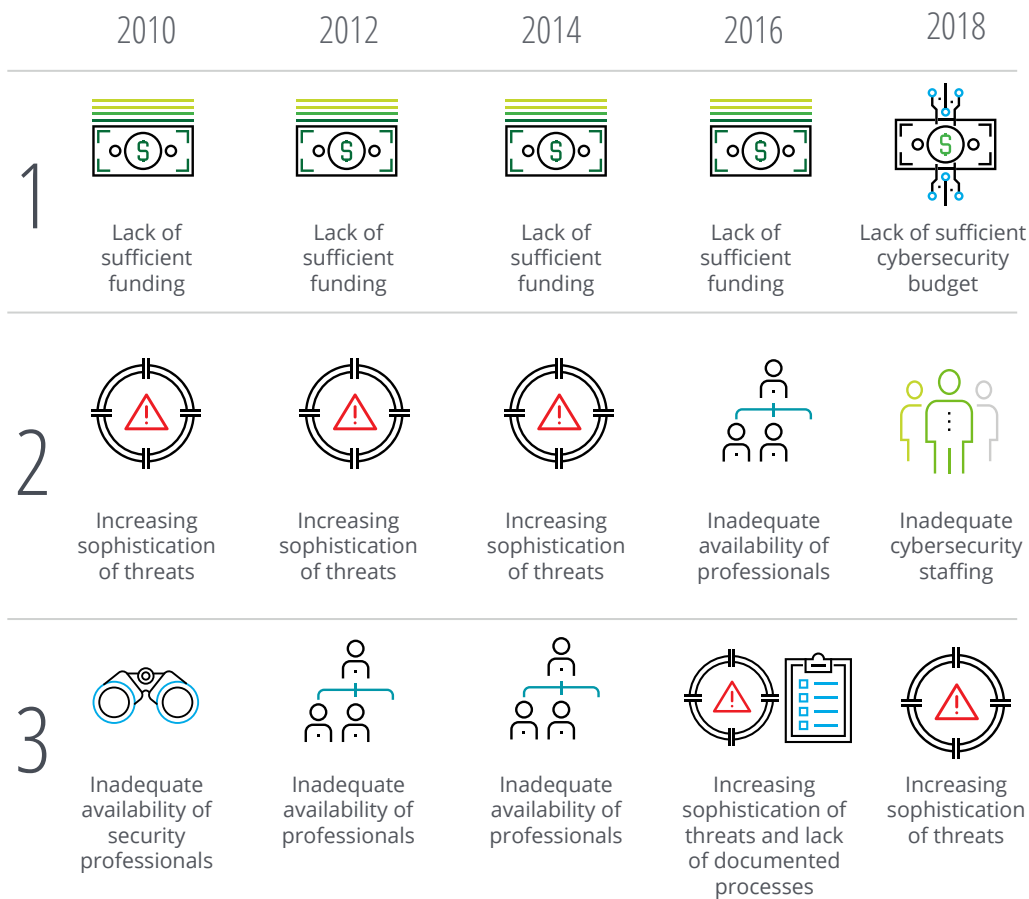 2010
2012
2014
2016
2018
1
$
$
$
$
$
Lack of
sufficient
funding
Lack of
sufficient
funding
Lack of
sufficient
funding
Lack of
sufficient
funding
Lack of sufficient
cybersecurity
budget
2
!
!
!
Increasing
sophistication
of threats
Increasing
sophistication
of threats
Increasing
sophistication
of threats
Inadequate
availability of
professionals
Inadequate
cybersecurity
staffing
3
!
!
Inadequate
availability of
security
professionals
Inadequate
availability of
professionals
Inadequate
availability of
professionals
Increasing
sophistication of
threats and lack
of documented
processes
Increasing
sophistication
of threats